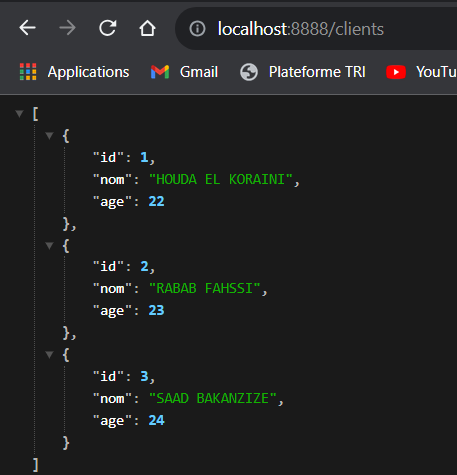 localhost:8888/clients
Applications Gmail Plateforme TRI YouTu
[
{
"id": 1,
"nom": "HOUDA EL KORAINI",
"age": 22
},
{
"id": 2,
"nom": "RABAB FAHSSI",
"age": 23
},
{
"id": 3,
"nom": "SAAD BAKANZIZE",
"age": 24
}
]